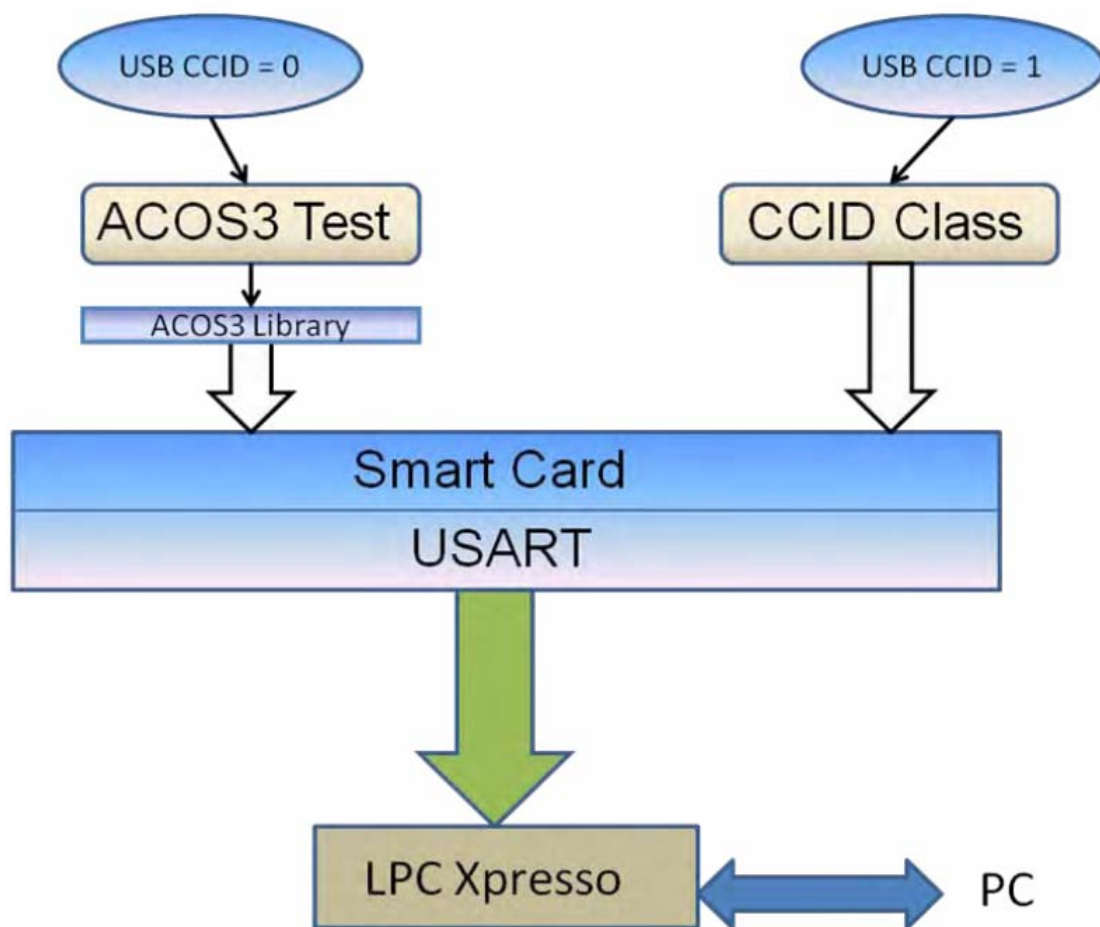 USB CCID = 0
USB CCID = 1
ACOS3 Test
CCID Class
ACOS3 Library
Smart Card
USART
LPC Xpresso
PC